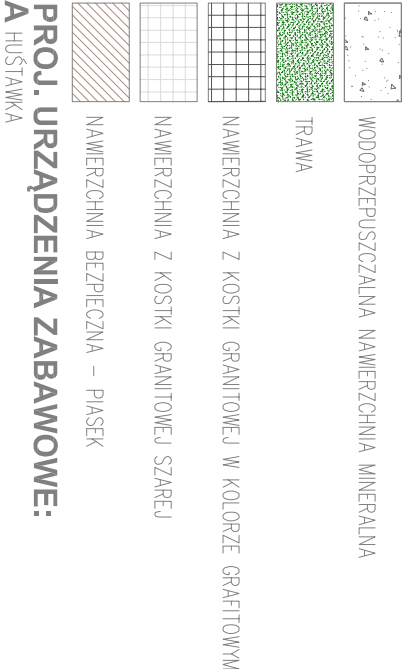 WODOPRZEPUSZCZALNA NAWIERZCHNIA MINERALNA
TRAWA
NAWIERZCHNIA Z KOSTKI GRANITOWEJ W KOLORZE GRAFITOWYM
NAWIERZCHNIA Z KOSTKI GRANITOWEJ SZAREJ
NAWIERZCHNIA BEZPIECZNA – PIASEK
PROJ. URZĄDZENIA ZABAWOWE:
A HUŚTAWKA